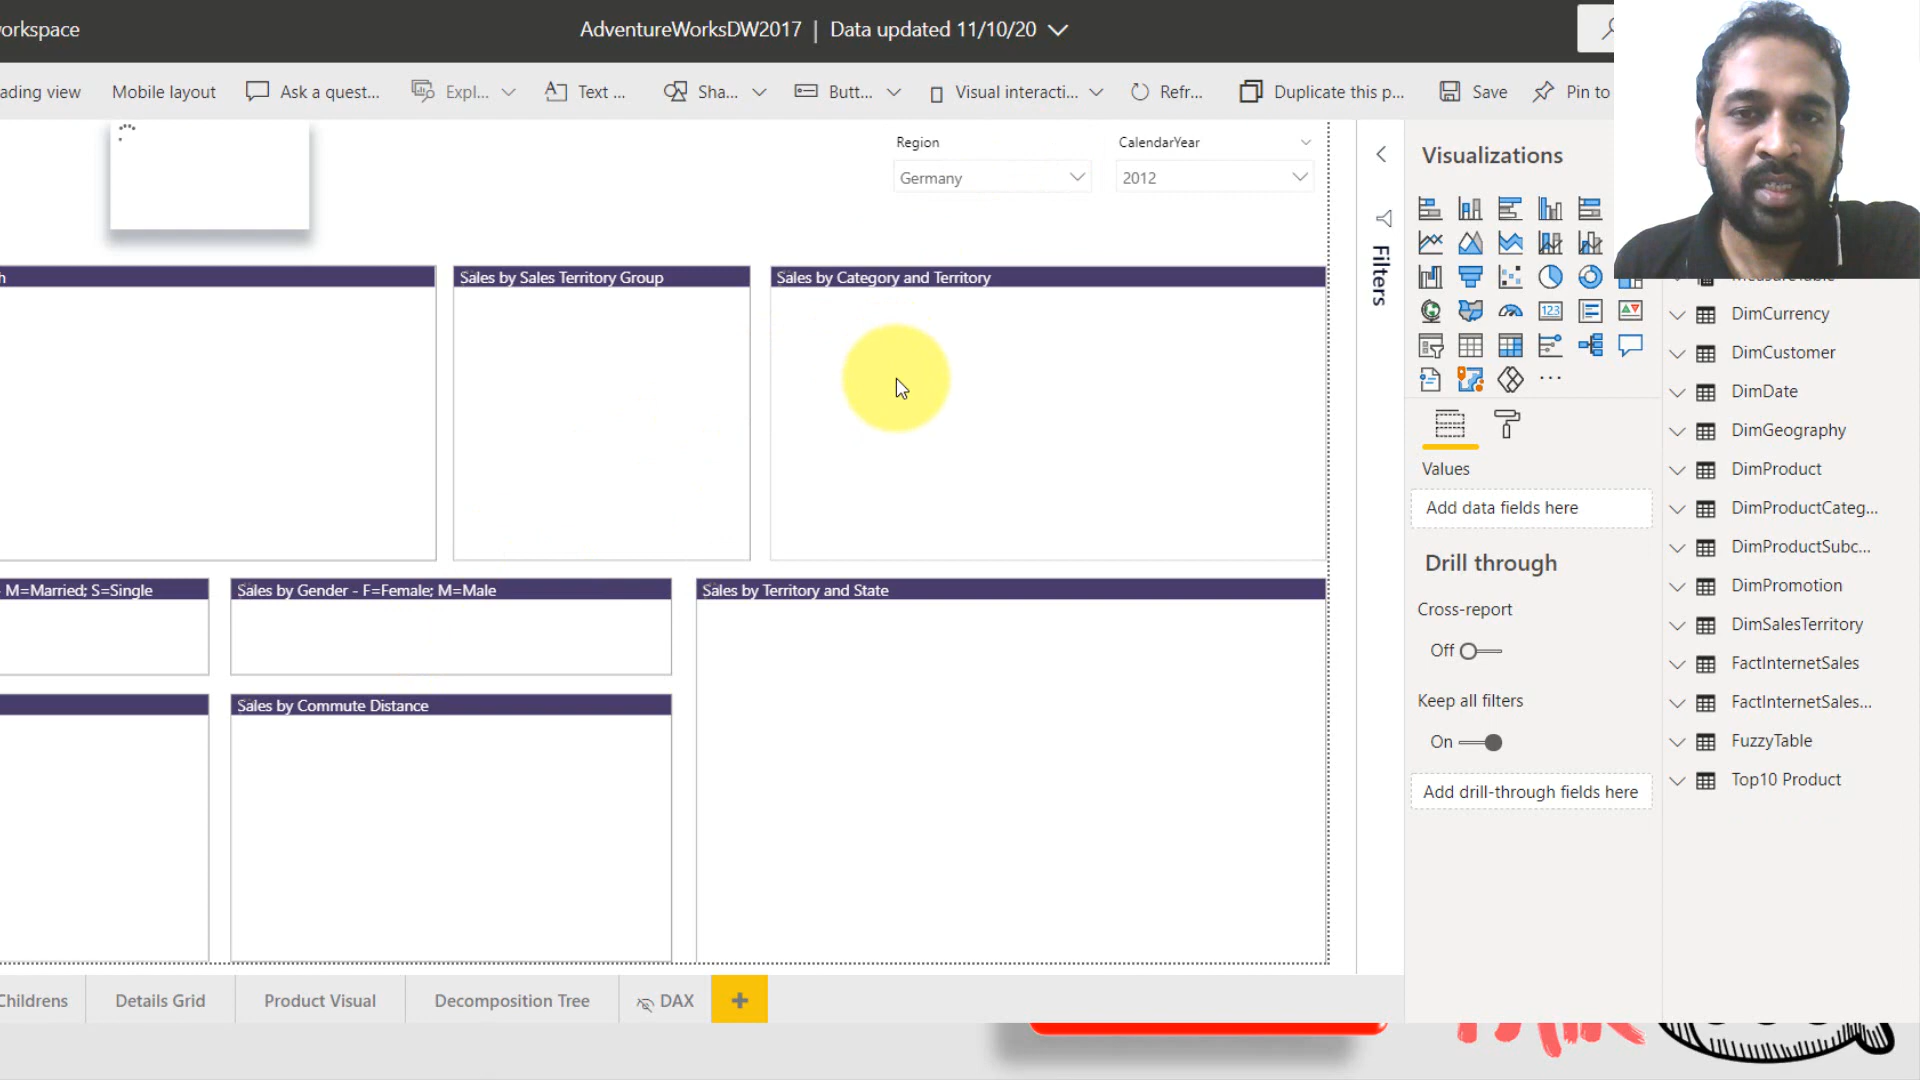 orkspace
AdventureWorksDW2017 | Data updated 11/10/20
ading view
Mobile layout
Ask a quest...
Expl...
Text ...
Sha...
Butt...
Visual interacti...
Refr...
Duplicate this p...
Save
Pin to
Region
Germany
CalendarYear
2012
h
Sales by Sales Territory Group
Sales by Category and Territory
M=Married; S=Single
Sales by Gender - F=Female; M=Male
Sales by Territory and State
Sales by Commute Distance
Filters
Visualizations
123
Values
Add data fields here
Drill through
Cross-report
Off
Keep all filters
On
Add drill-through fields here
DimCurrency
DimCustomer
DimDate
DimGeography
DimProduct
DimProductCateg...
DimProductSubc...
DimPromotion
DimSalesTerritory
FactInternetSales
FactInternetSales...
FuzzyTable
Top10 Product
Childrens
Details Grid
Product Visual
Decomposition Tree
DAX
+